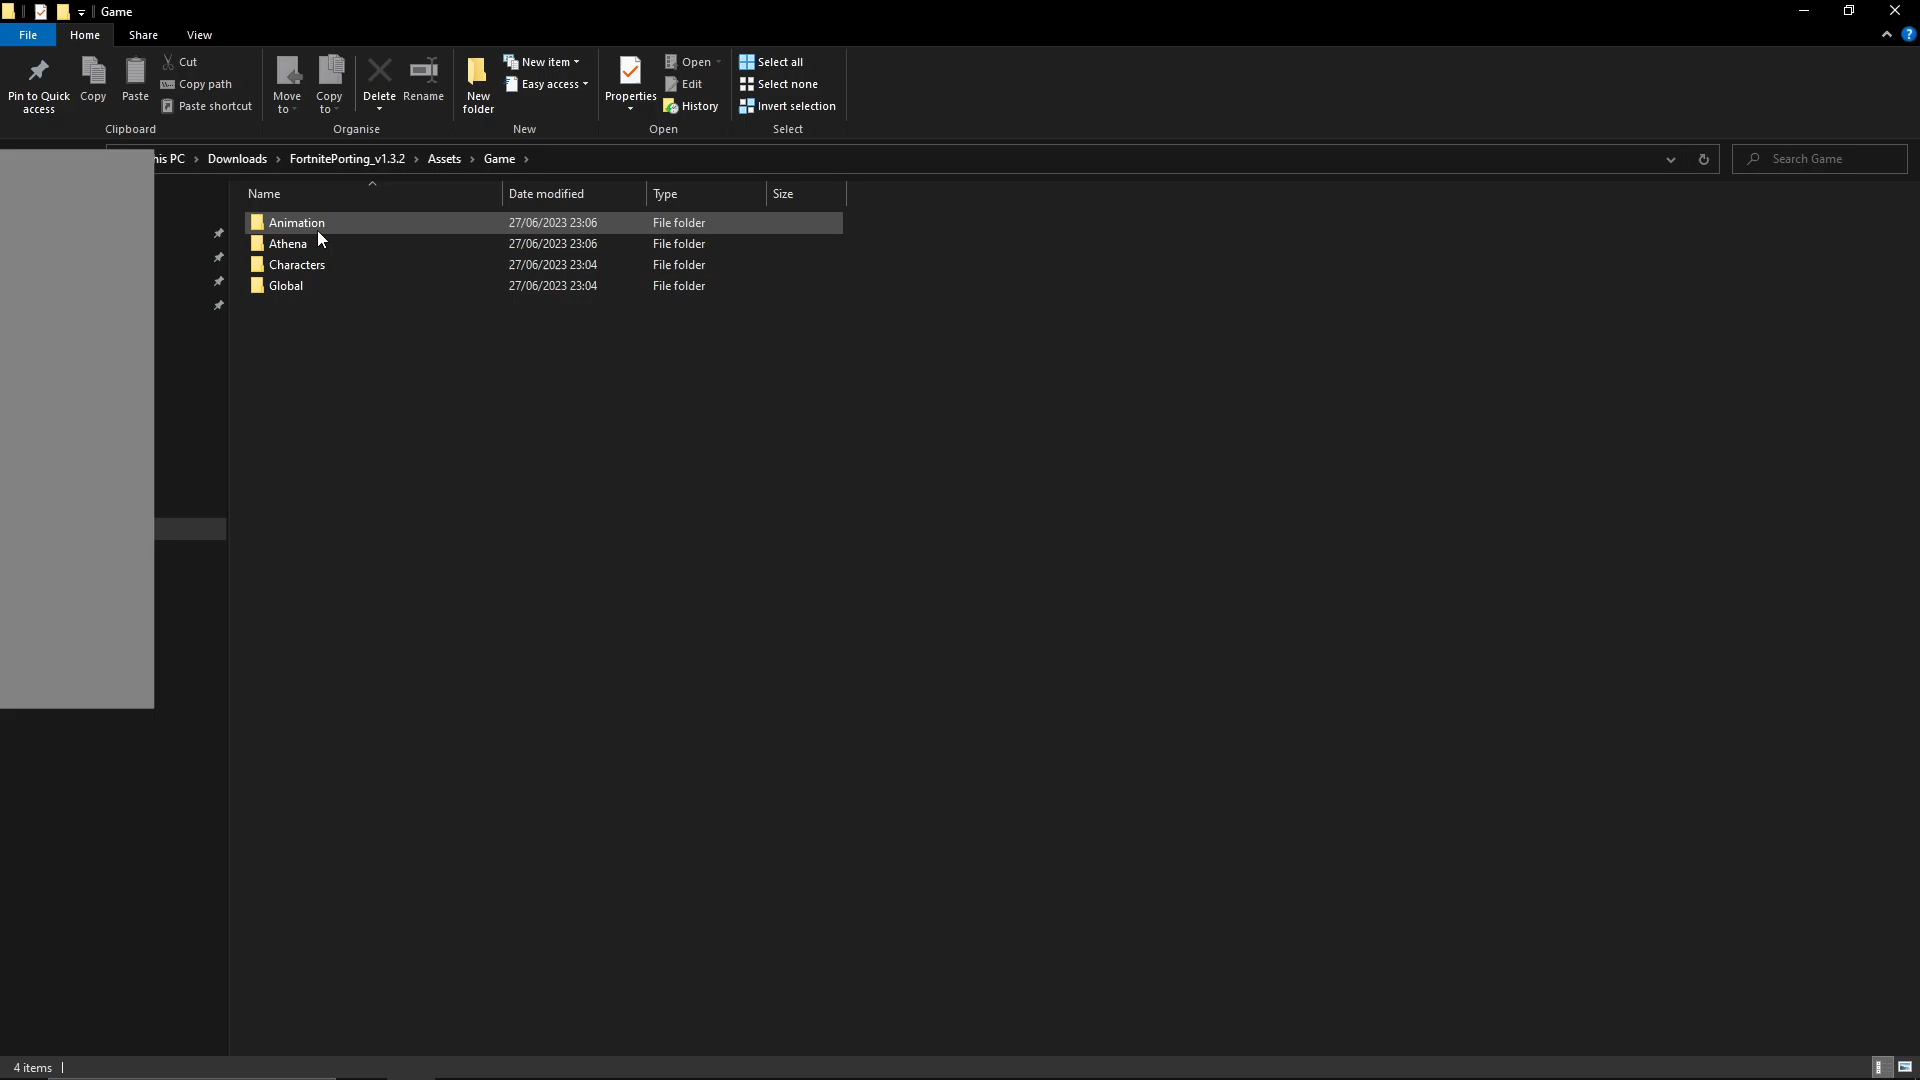 Game
File Home Share View
Pin to Quick access
Copy
Paste
Cut
Copy path
Paste shortcut
Clipboard
Move to
Copy to
Delete
Rename
Organise
New folder
New item
Easy access
New
Properties
Open
Edit
History
Open
Select all
Select none
Invert selection
Select
his PC > Downloads > FortnitePorting_v1.3.2 > Assets > Game >
Search Game
Name Date modified Type Size
Animation 27/06/2023 23:06 File folder
Athena 27/06/2023 23:06 File folder
Characters 27/06/2023 23:04 File folder
Global 27/06/2023 23:04 File folder
4 items